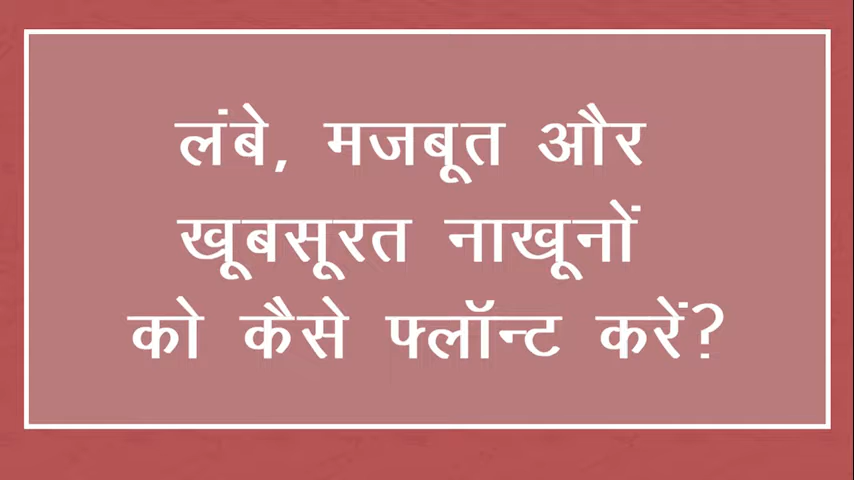 लंबे, मजबूत और
खूबसूरत नाखूनों
को कैसे फ्लॉन्ट करें?